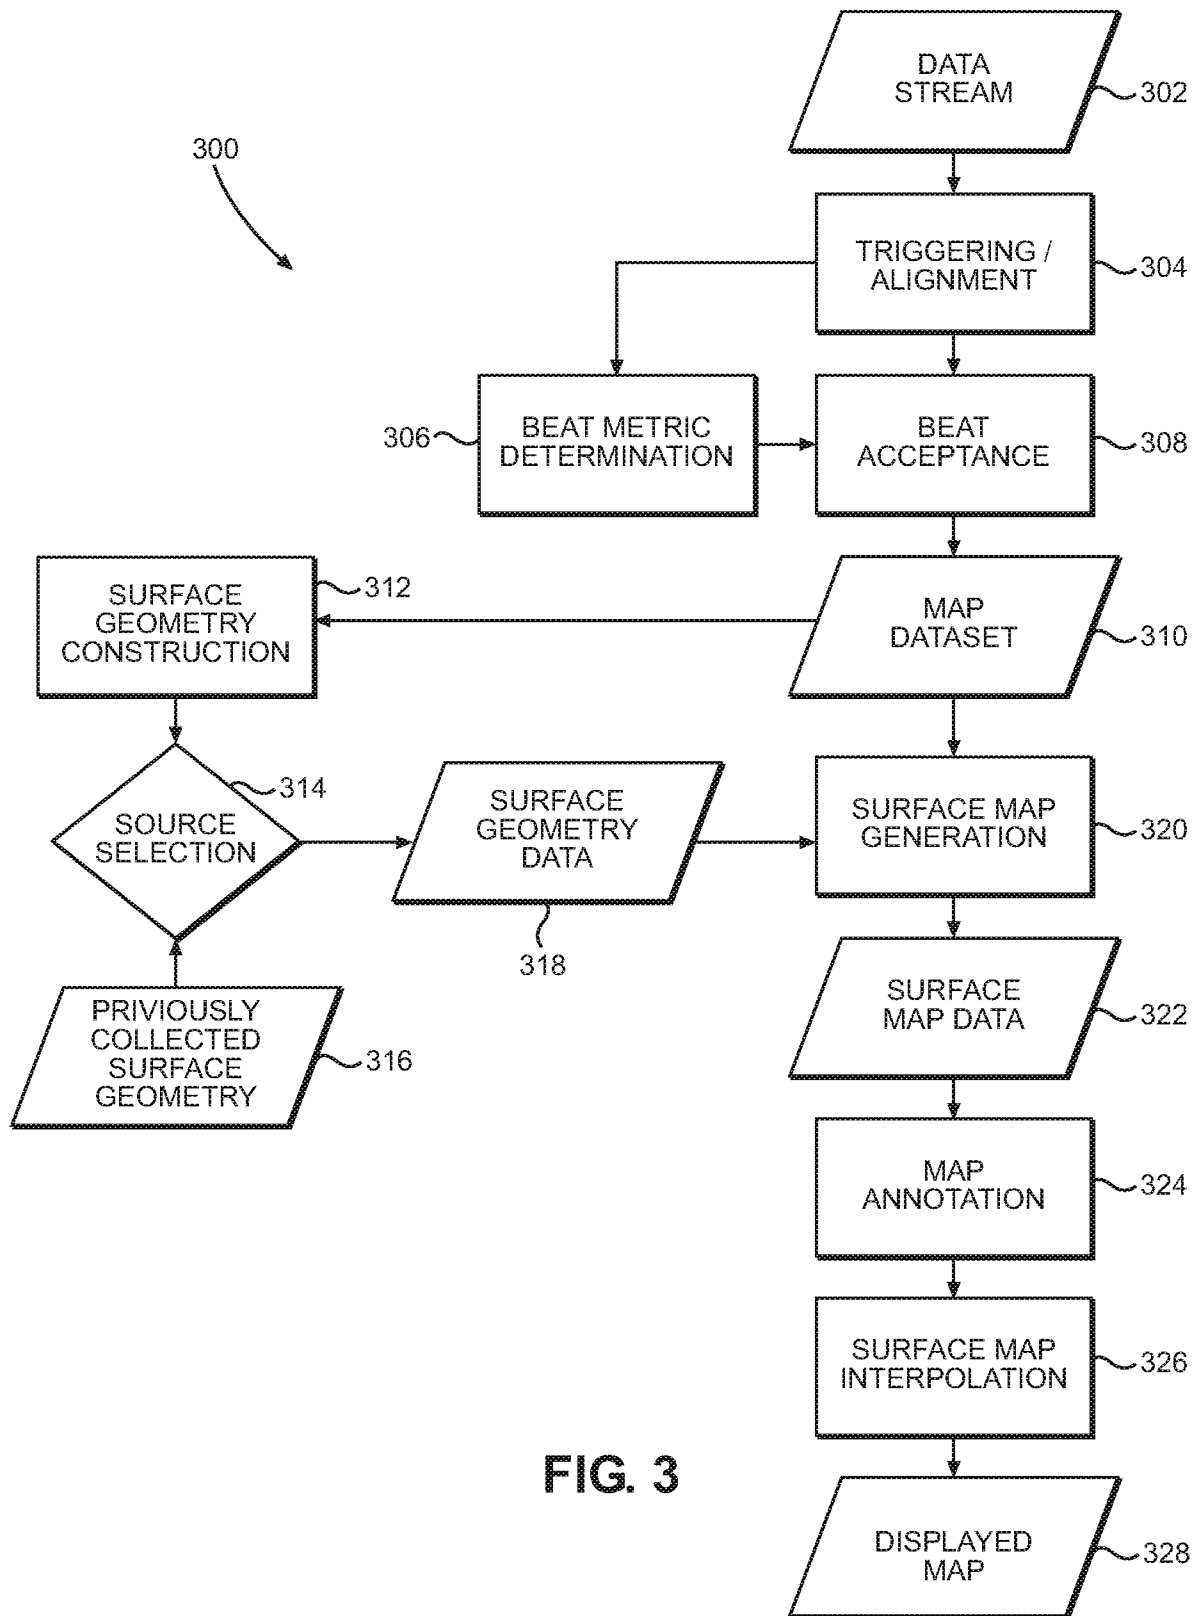 DATA
STREAM
302
300
TRIGGERING /
ALIGNMENT
304
306
BEAT METRIC
DETERMINATION
BEAT
ACCEPTANCE
308
SURFACE
GEOMETRY
CONSTRUCTION
312
MAP
DATASET
310
SOURCE
SELECTION
314
SURFACE
GEOMETRY
DATA
318
SURFACE MAP
GENERATION
320
PRIVIOUSLY
COLLECTED
SURFACE
GEOMETRY
316
SURFACE
MAP DATA
322
MAP
ANNOTATION
324
SURFACE MAP
INTERPOLATION
326
FIG. 3
DISPLAYED
MAP
328